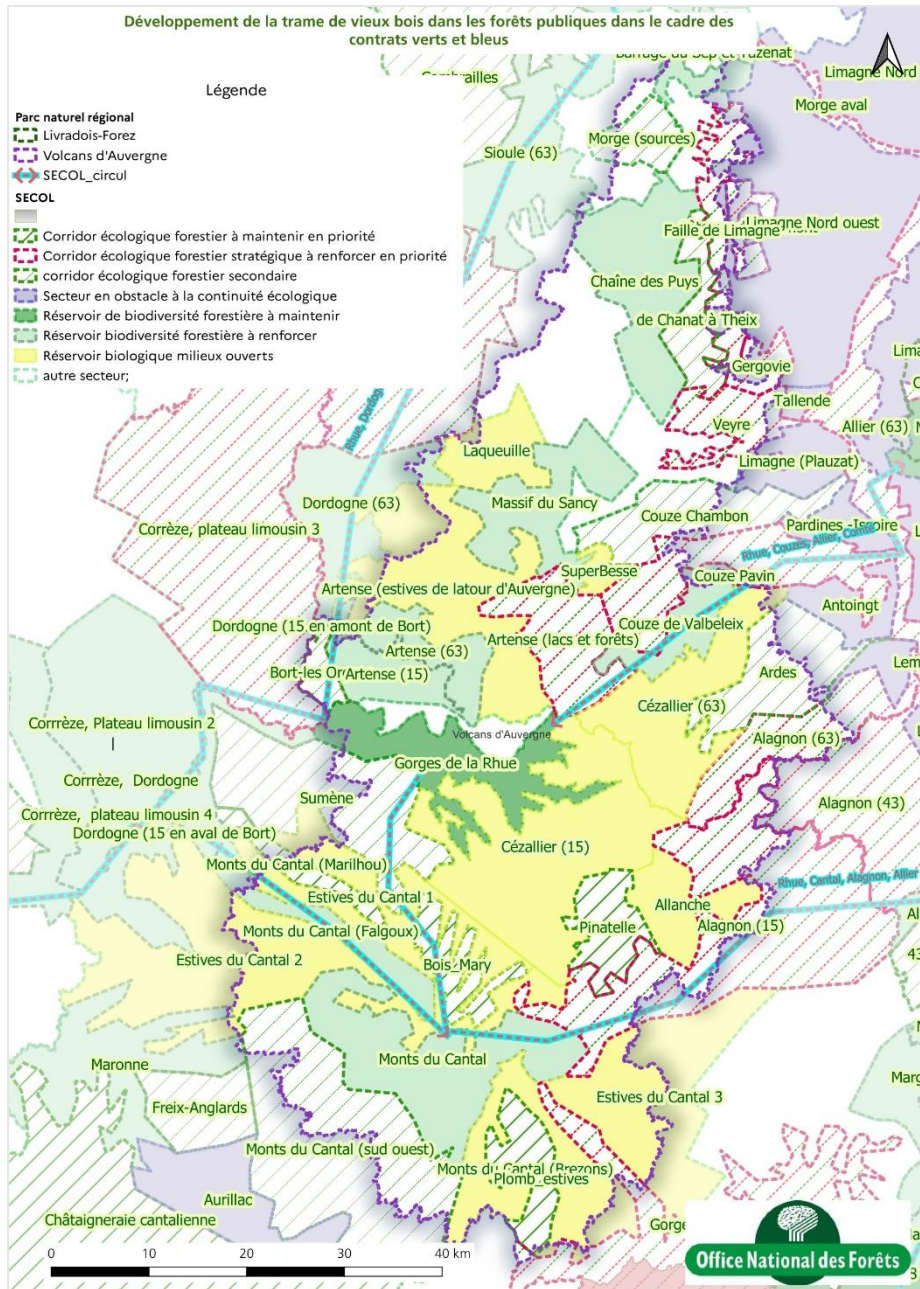 Développement de la trame de vieux bois dans les forêts publiques dans le cadre des
contrats verts et bleus
Légende
Parc naturel régional
Livradois-Forez
Volcans d'Auvergne
SECOL_circul
SECOL
Corridor écologique forestier à maintenir en priorité
Corridor écologique forestier stratégique à renforcer en priorité
corridor écologique forestier secondaire
Secteur en obstacle à la continuité écologique
Réservoir de biodiversité forestière à maintenir
Réservoir biodiversité forestière à renforcer
Réservoir biologique milieux ouverts
autre secteur;
Limagne Nord
Morge aval
Sioule (63)
Morge (sources)
Limagne Nord ouest
Faille de Limagne
Chaîne des Puys
de Chanat à Theix
Gergovie
Tallende
Veyre
Allier (63)
Laqueuille
Limagne (Plauzat)
Dordogne (63)
Massif du Sancy
Couze Chambon
Corrèze, plateau limousin 3
Pardines -Issoire
Rhue, Couzes, Allier, Comté
SuperBesse
Couze Pavin
Artense (estives de latour d'Auvergne)
Antoingt
Dordogne (15 en amont de Bort)
Couze de Valbeleix
Artense (63)
Artense (lacs et forêts)
Artense (15)
Ardes
Cézallier (63)
Corrrèze, Plateau limousin 2
Volcans d'Auvergne
Alagnon (63)
Gorges de la Rhue
Corrrèze, Dordogne
Sumène
Alagnon (43)
Corrrèze, plateau limousin 4
Dordogne (15 en aval de Bort)
Cézallier (15)
Monts du Cantal (Marilhou)
Rhue, Cantal, Alagnon, Allier
Estives du Cantal 1
Allanche
Monts du Cantal (Falgoux)
Pinatelle
Alagnon (15)
Estives du Cantal 2
Bois_Mary
Monts du Cantal
Maronne
Estives du Cantal 3
Freix-Anglards
Monts du Cantal (sud ouest)
Monts du Cantal (Brezons)
Plomb_estives
Aurillac
Châtaigneraie cantalienne
0 10 20 30 40 km
Office National des Forêts